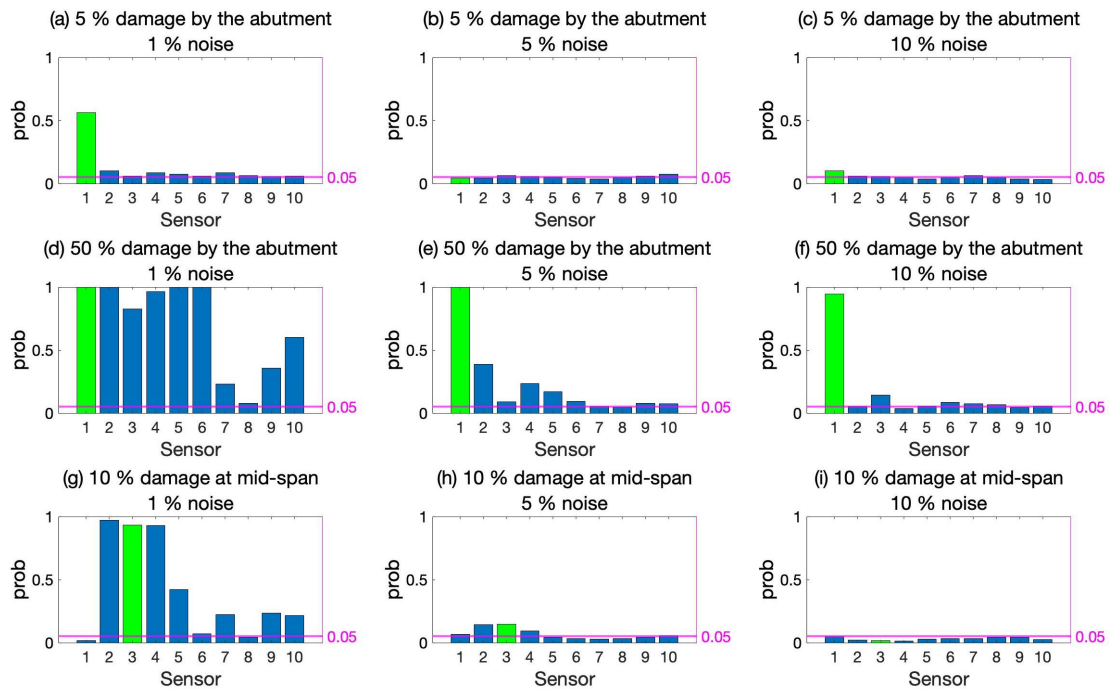 (a) 5 % damage by the abutment
1 % noise
1
0.5
0
prob
0.05
1 2 3 4 5 6 7 8 9 10
Sensor
(b) 5 % damage by the abutment
5 % noise
1
0.5
0
prob
0.05
1 2 3 4 5 6 7 8 9 10
Sensor
(c) 5 % damage by the abutment
10 % noise
1
0.5
0
prob
0.05
1 2 3 4 5 6 7 8 9 10
Sensor
(d) 50 % damage by the abutment
1 % noise
1
0.5
0
prob
0.05
1 2 3 4 5 6 7 8 9 10
Sensor
(e) 50 % damage by the abutment
5 % noise
1
0.5
0
prob
0.05
1 2 3 4 5 6 7 8 9 10
Sensor
(f) 50 % damage by the abutment
10 % noise
1
0.5
0
prob
0.05
1 2 3 4 5 6 7 8 9 10
Sensor
(g) 10 % damage at mid-span
1 % noise
1
0.5
0
prob
0.05
1 2 3 4 5 6 7 8 9 10
Sensor
(h) 10 % damage at mid-span
5 % noise
1
0.5
0
prob
0.05
1 2 3 4 5 6 7 8 9 10
Sensor
(i) 10 % damage at mid-span
10 % noise
1
0.5
0
prob
0.05
1 2 3 4 5 6 7 8 9 10
Sensor